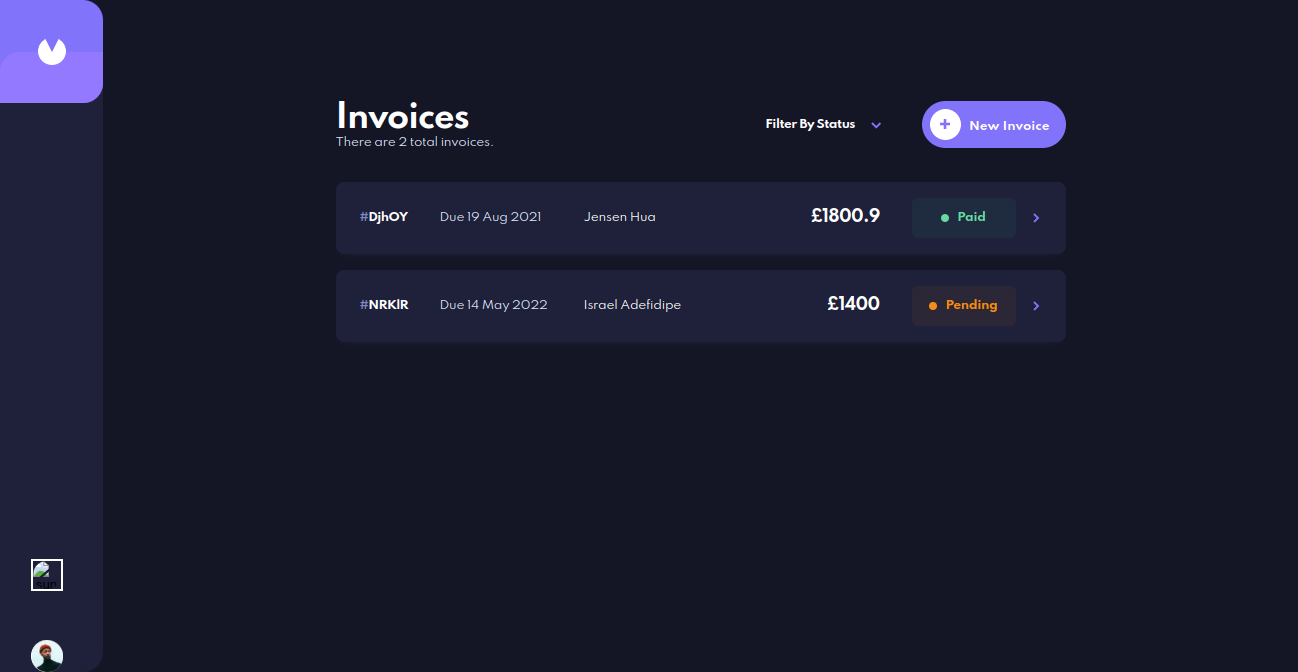 Invoices
There are 2 total invoices.
Filter By Status
New Invoice
#DjhOY Due 19 Aug 2021 Jensen Hua £1800.9 Paid
#NRKlR Due 14 May 2022 Israel Adefidipe £1400 Pending
sun